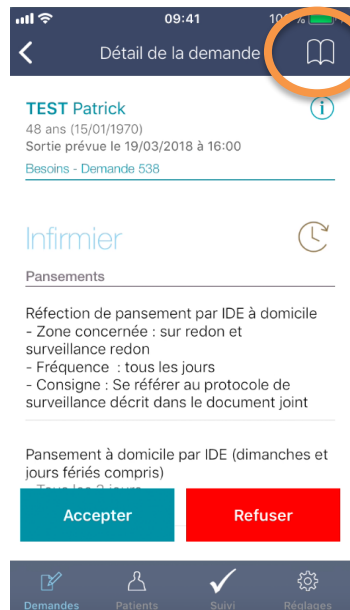 09:41
Détail de la demande
TEST Patrick
48 ans (15/01/1970)
Sortie prévue le 19/03/2018 à 16:00
Besoins - Demande 538
Infirmier
Pansements
Réfection de pansement par IDE à domicile
- Zone concernée : sur redon et
surveillance redon
- Fréquence : tous les jours
- Consigne : Se référer au protocole de
surveillance décrit dans le document joint
Pansement à domicile par IDE (dimanches et
jours fériés compris)
Accepter Refuser
Demandes Patients Suivi Réglages